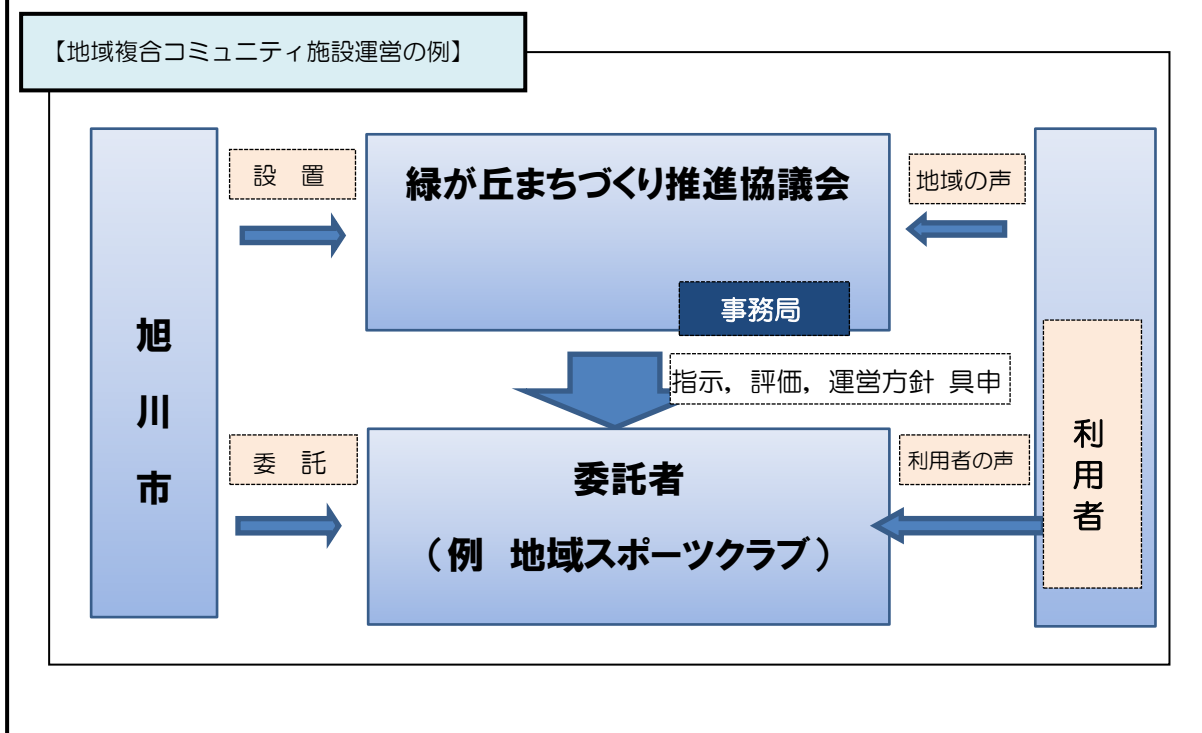 【地域複合コミュニティ施設運営の例】
設 置
緑が丘まちづくり推進協議会
地域の声
事務局
旭川市
指示，評価，運営方針 具申
委 託
委託者
（例 地域スポーツクラブ）
利用者の声
利用者